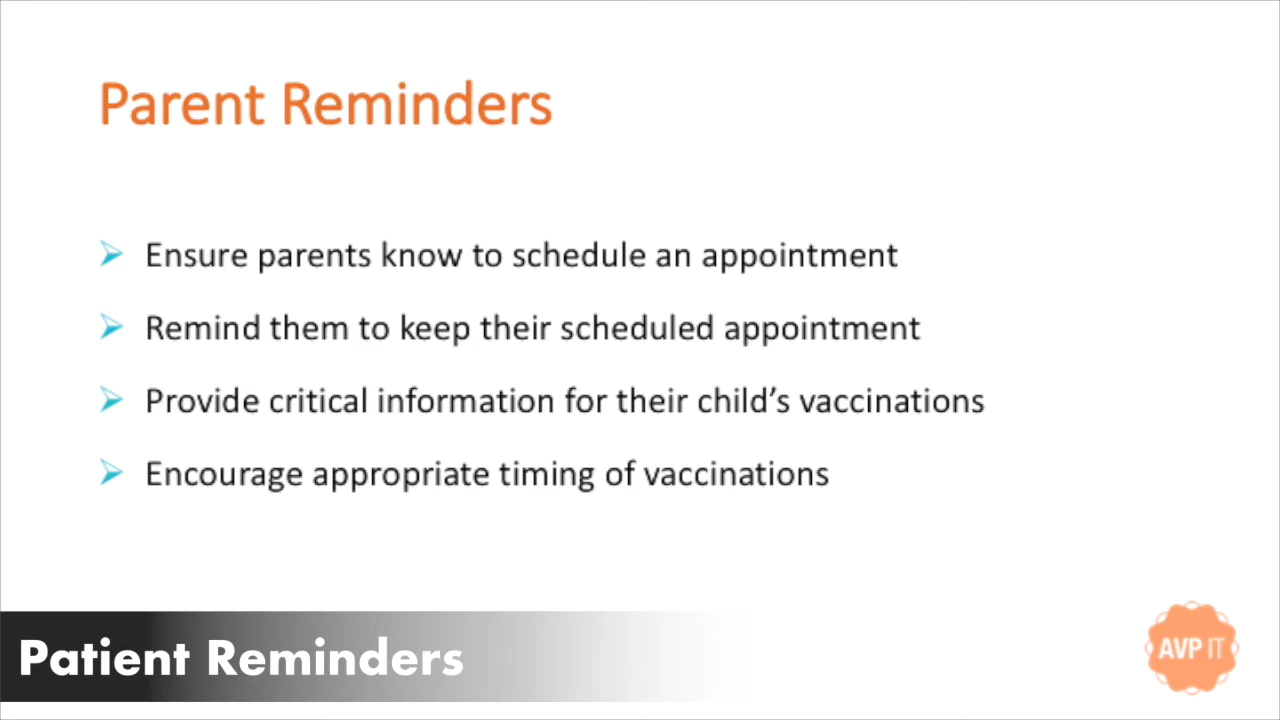 Parent Reminders
Ensure parents know to schedule an appointment
Remind them to keep their scheduled appointment
Provide critical information for their child’s vaccinations
Encourage appropriate timing of vaccinations
Patient Reminders
AVP IT